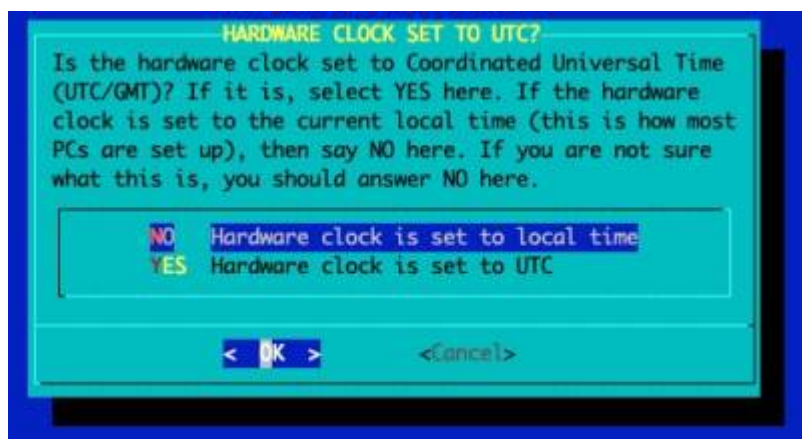 HARDWARE CLOCK SET TO UTC?
Is the hardware clock set to Coordinated Universal Time
(UTC/GMT)? If it is, select YES here. If the hardware
clock is set to the current local time (this is how most
PCs are set up), then say NO here. If you are not sure
what this is, you should answer NO here.
NO Hardware clock is set to local time
YES Hardware clock is set to UTC
< OK > <Cancel>